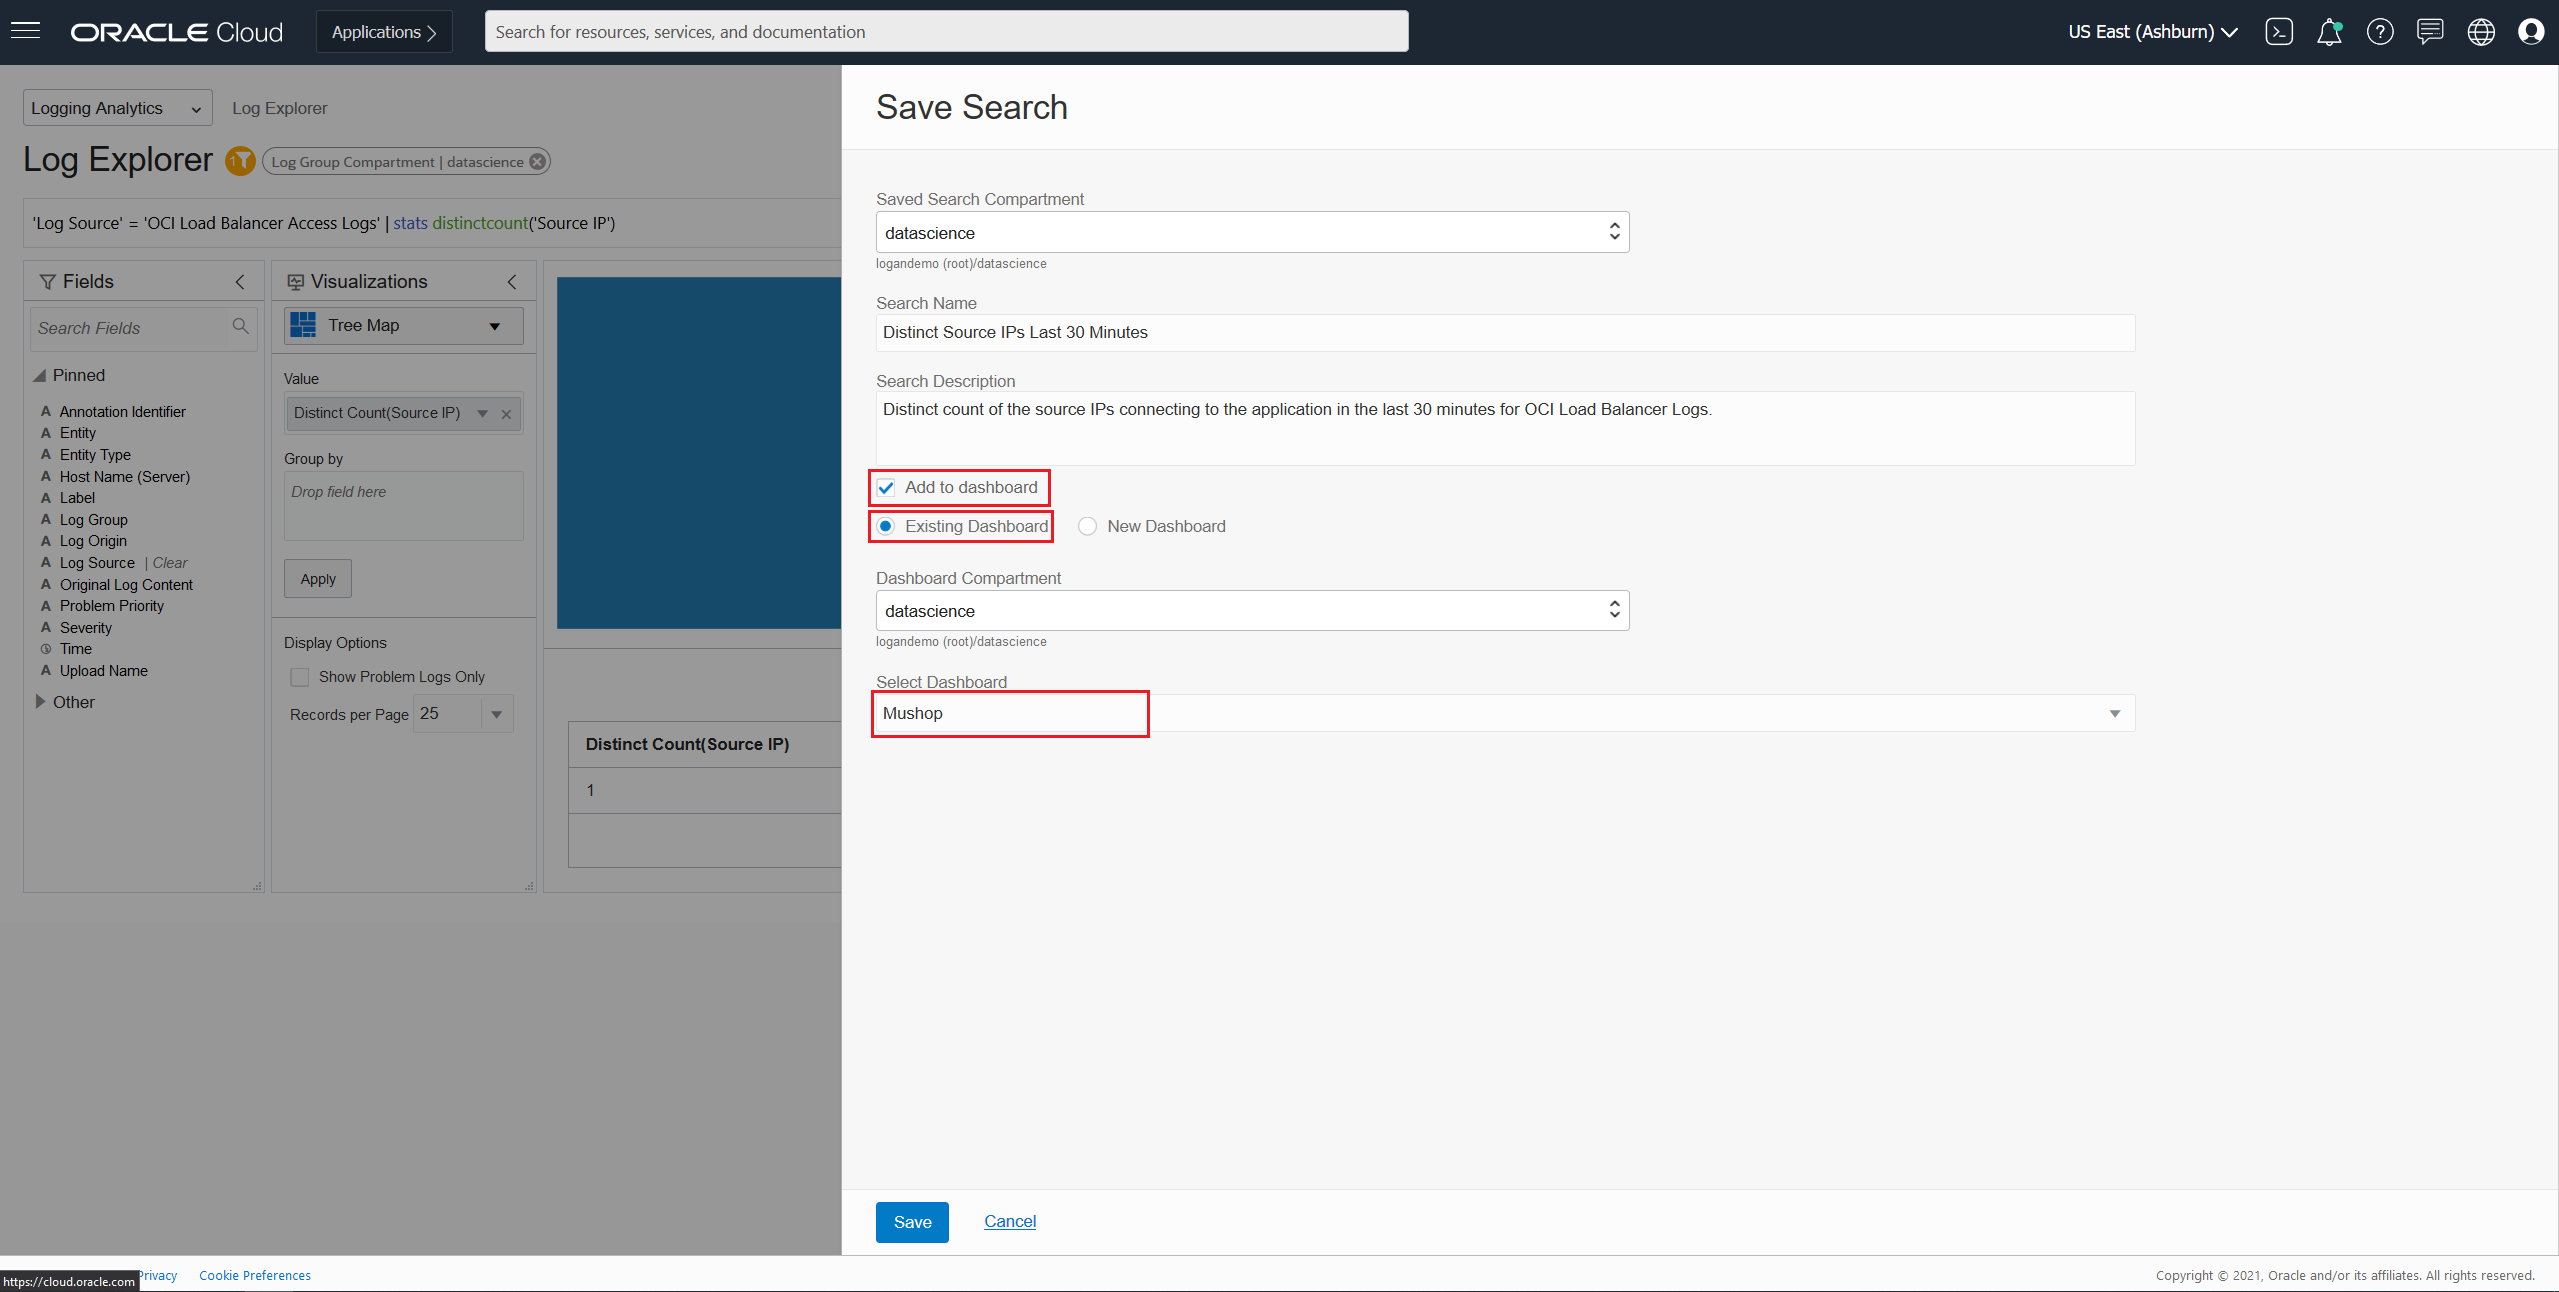 ORACLE Cloud
Applications
Search for resources, services, and documentation
US East (Ashburn)
Logging Analytics
Log Explorer
Log Explorer
1
Log Group Compartment | datascience
'Log Source' = 'OCI Load Balancer Access Logs' | stats distinctcount('Source IP')
Fields
Search Fields
Pinned
A Annotation Identifier
A Entity
A Entity Type
A Host Name (Server)
A Label
A Log Group
A Log Origin
A Log Source | Clear
A Original Log Content
A Problem Priority
A Severity
Time
A Upload Name
Other
Visualizations
Tree Map
Value
Distinct Count(Source IP)
Group by
Drop field here
Apply
Display Options
Show Problem Logs Only
Records per Page 25
Distinct Count(Source IP)
1
Save Search
Saved Search Compartment
datascience
logandemo (root)/datascience
Search Name
Distinct Source IPs Last 30 Minutes
Search Description
Distinct count of the source IPs connecting to the application in the last 30 minutes for OCI Load Balancer Logs.
Add to dashboard
Existing Dashboard
New Dashboard
Dashboard Compartment
datascience
logandemo (root)/datascience
Select Dashboard
Mushop
Save
Cancel
https://cloud.oracle.com
Privacy
Cookie Preferences
Copyright © 2021, Oracle and/or its affiliates. All rights reserved.